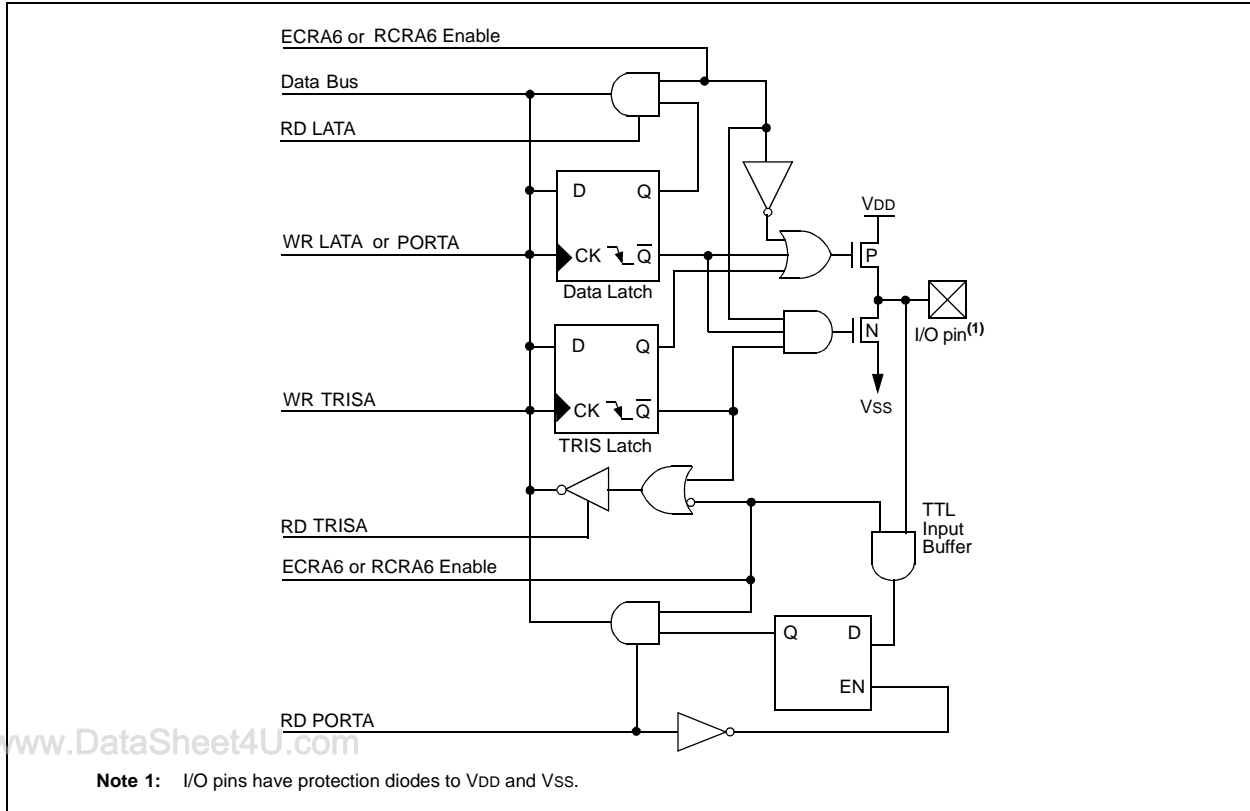 ECRA6 or RCRA6 Enable
Data Bus
RD LATA
D Q
VDD
WR LATA or PORTA
CK Q
P
Data Latch
N
I/O pin(1)
D Q
WR TRISA
CK Q
VSS
TRIS Latch
TTL
Input
Buffer
RD TRISA
ECRA6 or RCRA6 Enable
Q D
EN
RD PORTA
www.DataSheet4U.com
Note 1: I/O pins have protection diodes to VDD and VSS.